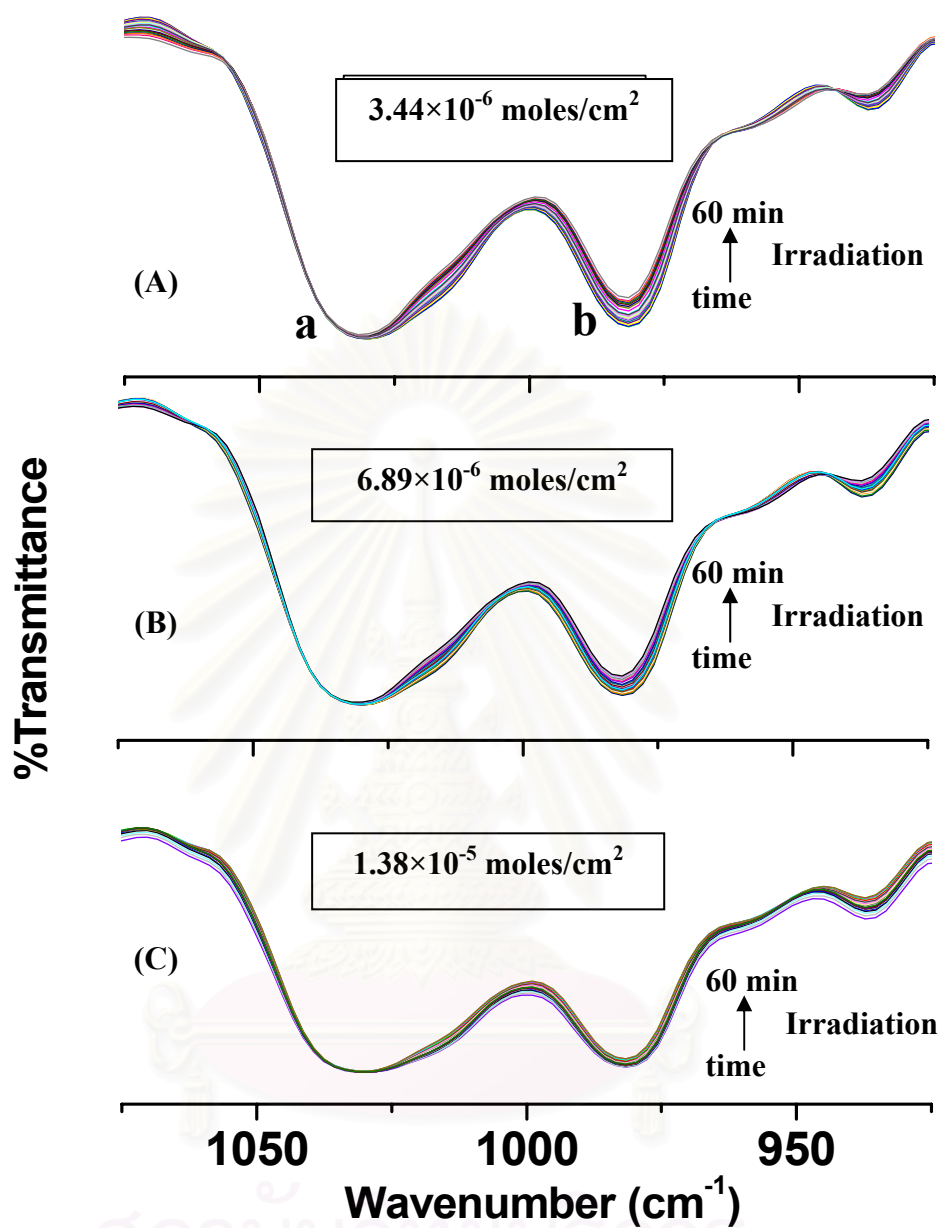 3.44×10⁻⁶ moles/cm²
60 min
Irradiation
time
(A)
a
b
6.89×10⁻⁶ moles/cm²
60 min
Irradiation
time
(B)
%Transmittance
1.38×10⁻⁵ moles/cm²
60 min
Irradiation
time
(C)
1050 1000 950
Wavenumber (cm⁻¹)